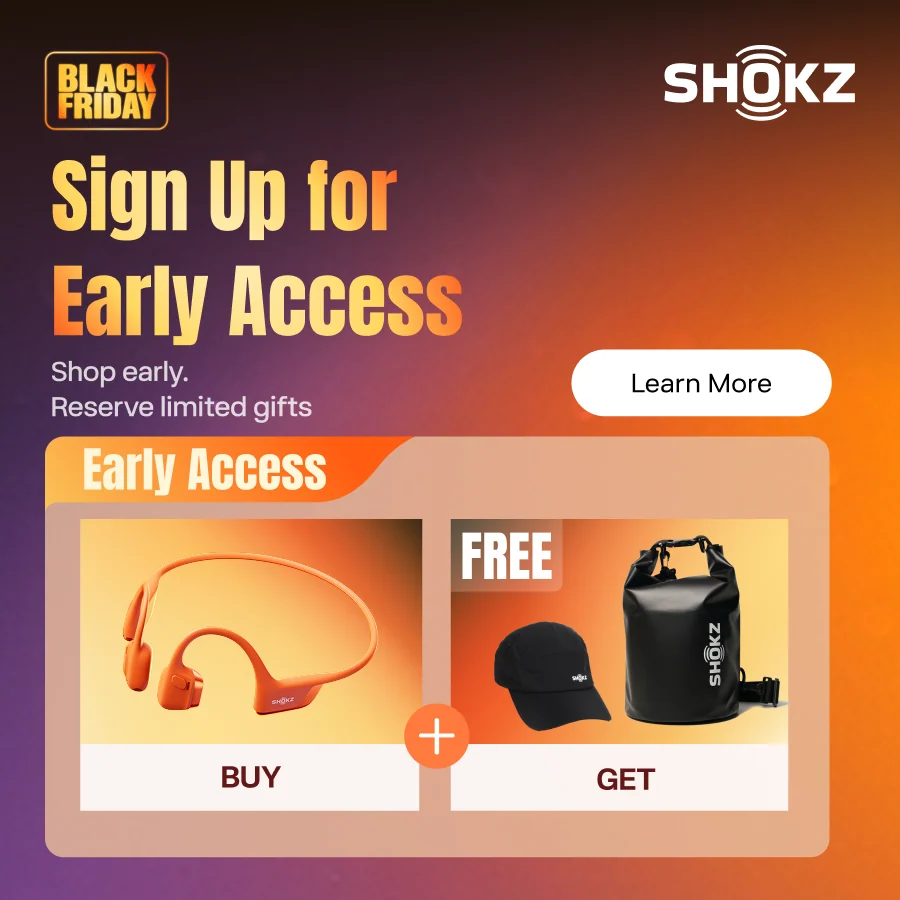 BLACK
FRIDAY
SHOKZ
Sign Up for
Early Access
Shop early.
Reserve limited gifts
Learn More
Early Access
FREE
SHOKZ
SHOKZ
SHOKZ
BUY
GET